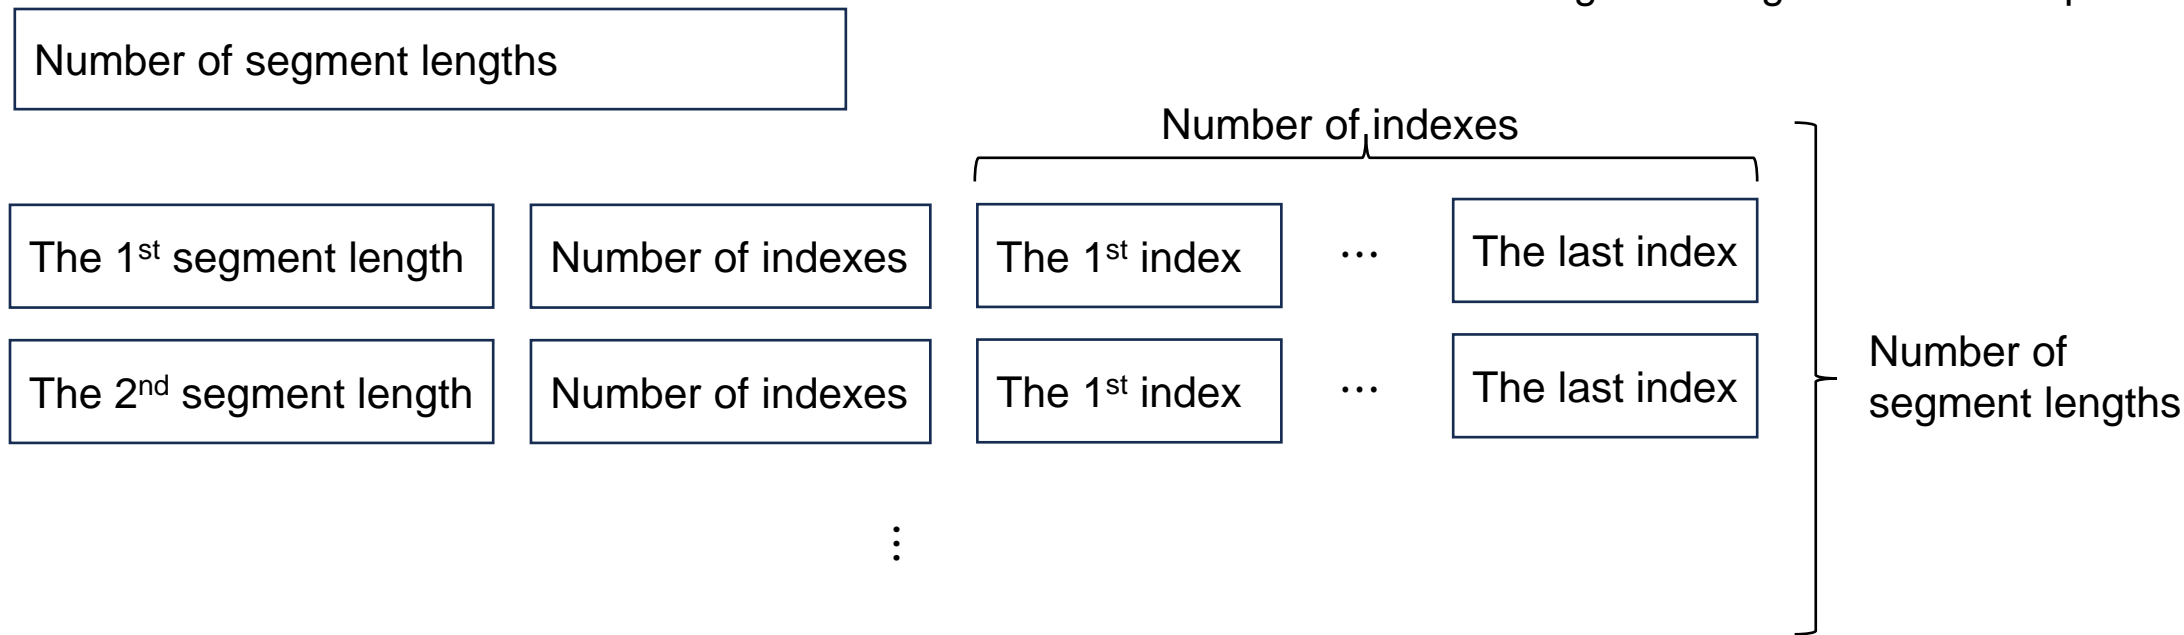 Number of segment lengths
Number of indexes
The 1st segment length Number of indexes The 1st index ... The last index
The 2nd segment length Number of indexes The 1st index ... The last index
Number of
segment lengths
⋮